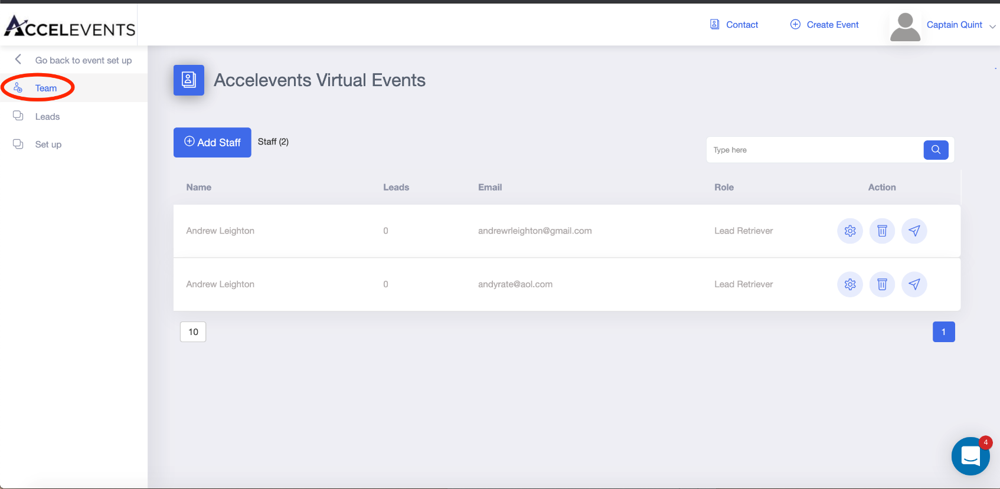 ACCELEVENTS
Contact
Create Event
Captain Quint
Go back to event set up
Team
Leads
Set up
Accelevents Virtual Events
Add Staff
Staff (2)
Type here
Name Leads Email Role Action
Andrew Leighton 0 andrewrleighton@gmail.com Lead Retriever
Andrew Leighton 0 andyrate@aol.com Lead Retriever
10
1
4